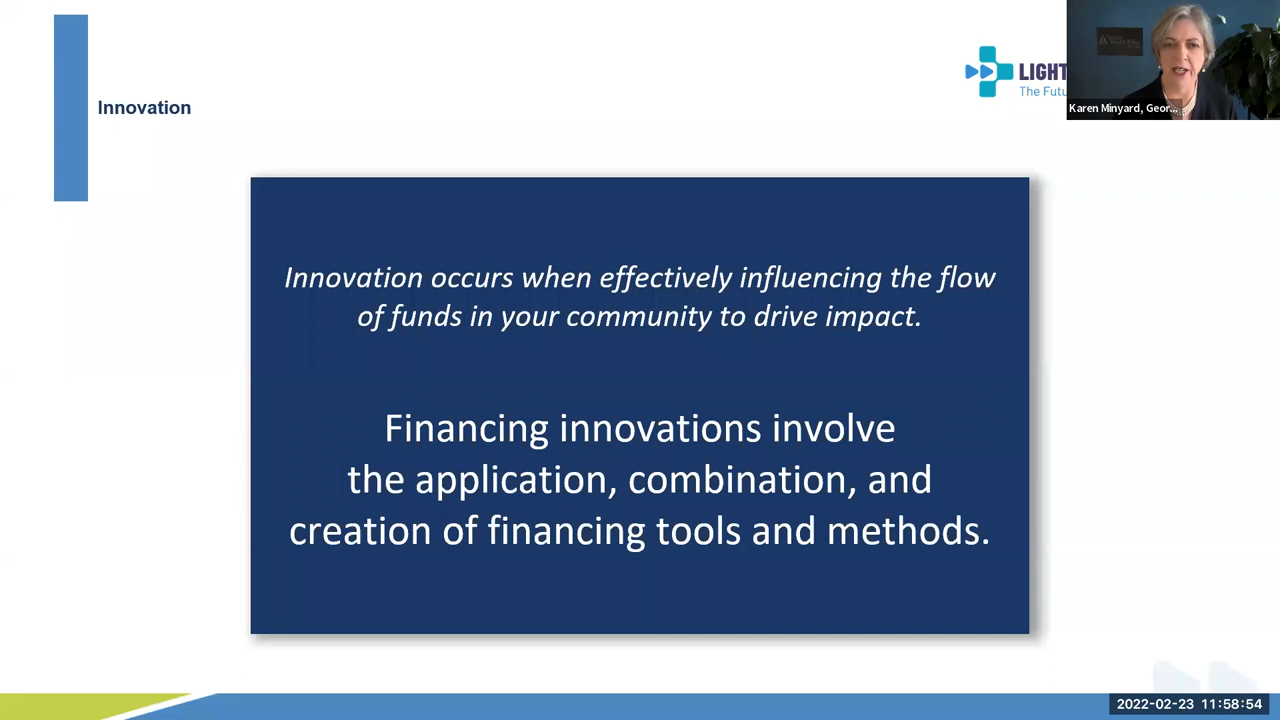 Innovation
LIGHT
The Futu
Karen Minyard, Geor...
Innovation occurs when effectively influencing the flow
of funds in your community to drive impact.
Financing innovations involve
the application, combination, and
creation of financing tools and methods.
2022-02-23 11:58:54